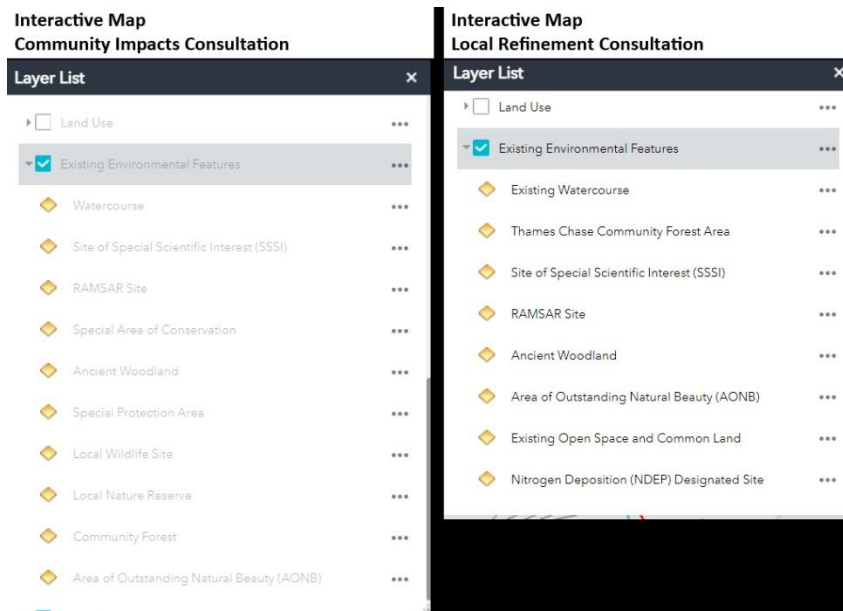 Interactive Map
Community Impacts Consultation
Layer List
Land Use
Existing Environmental Features
Watercourse
Site of Special Scientific Interest (SSSI)
RAMSAR Site
Special Area of Conservation
Ancient Woodland
Special Protection Area
Local Wildlife Site
Local Nature Reserve
Community Forest
Area of Outstanding Natural Beauty (AONB)
Interactive Map
Local Refinement Consultation
Layer List
Land Use
Existing Environmental Features
Existing Watercourse
Thames Chase Community Forest Area
Site of Special Scientific Interest (SSSI)
RAMSAR Site
Ancient Woodland
Area of Outstanding Natural Beauty (AONB)
Existing Open Space and Common Land
Nitrogen Deposition (NDEP) Designated Site